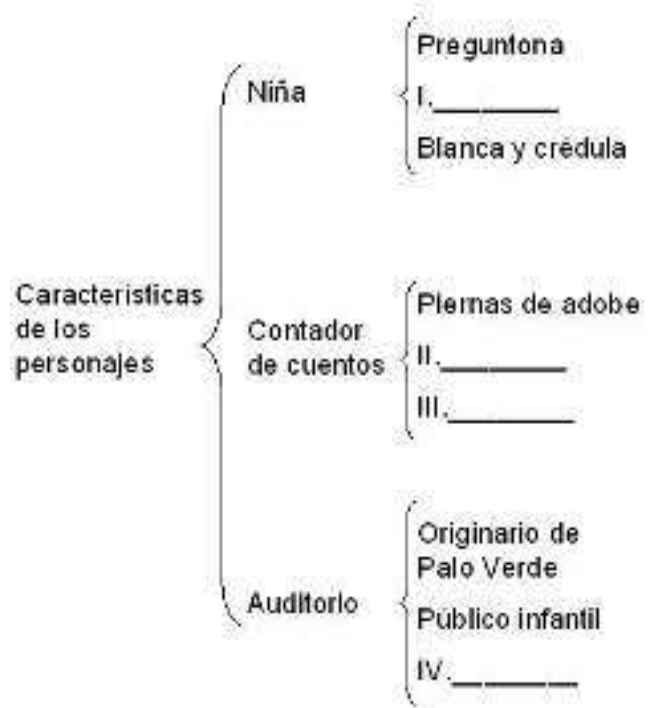 Niña
Preguntona
I.________
Blanca y crédula
Características
de los
personajes
Contador
de cuentos
Piernas de adobe
II.________
III.________
Auditorio
Originario de
Palo Verde
Público infantil
IV.________